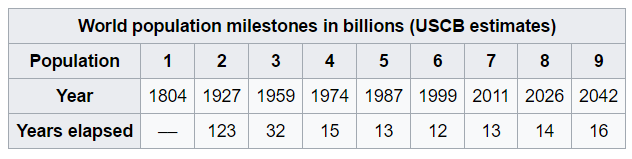 World population milestones in billions (USCB estimates)
Population 1 2 3 4 5 6 7 8 9
Year 1804 1927 1959 1974 1987 1999 2011 2026 2042
Years elapsed — 123 32 15 13 12 13 14 16